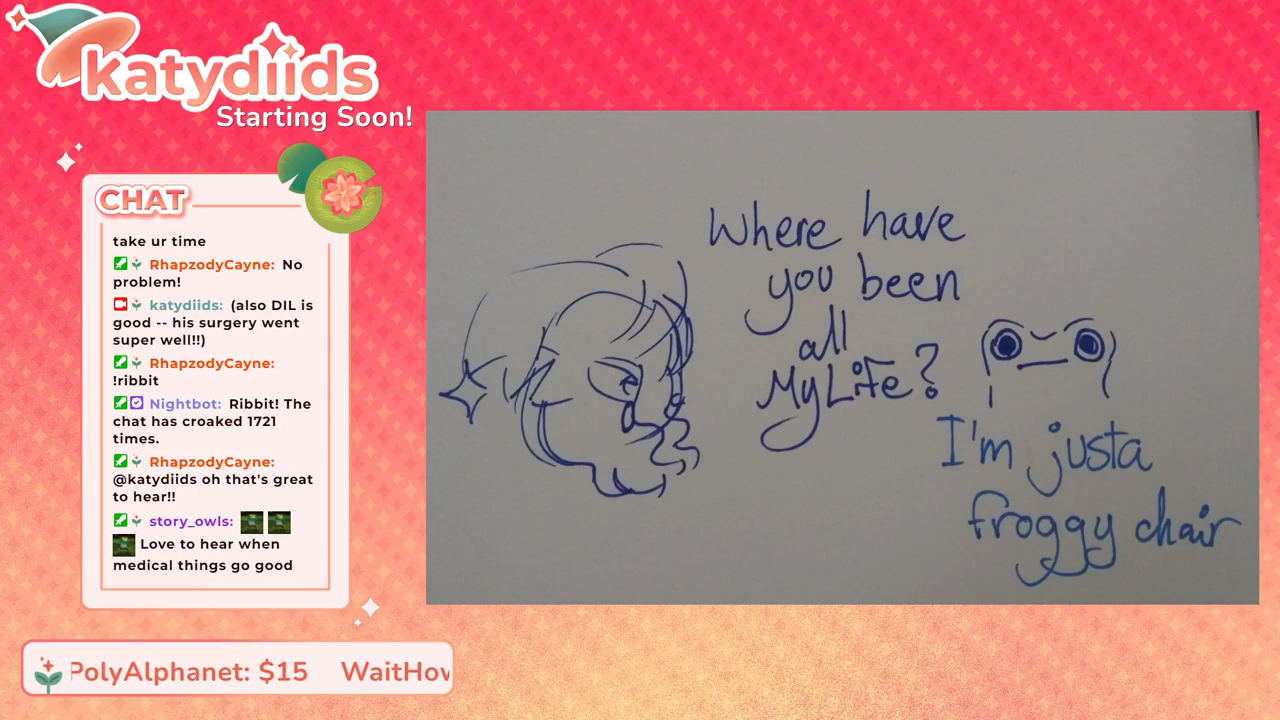 katydiids
Starting Soon!
CHAT
take ur time
RhapzodyCayne: No
problem!
katydiids: (also DIL is
good -- his surgery went
super well!!)
RhapzodyCayne:
!ribbit
Nightbot: Ribbit! The
chat has croaked 1721
times.
RhapzodyCayne:
@katydiids oh that's great
to hear!!
story_owls:
Love to hear when
medical things go good
Where have
you been
all
My Life?
I'm justa
froggy chair
PolyAlphanet: $15 WaitHov